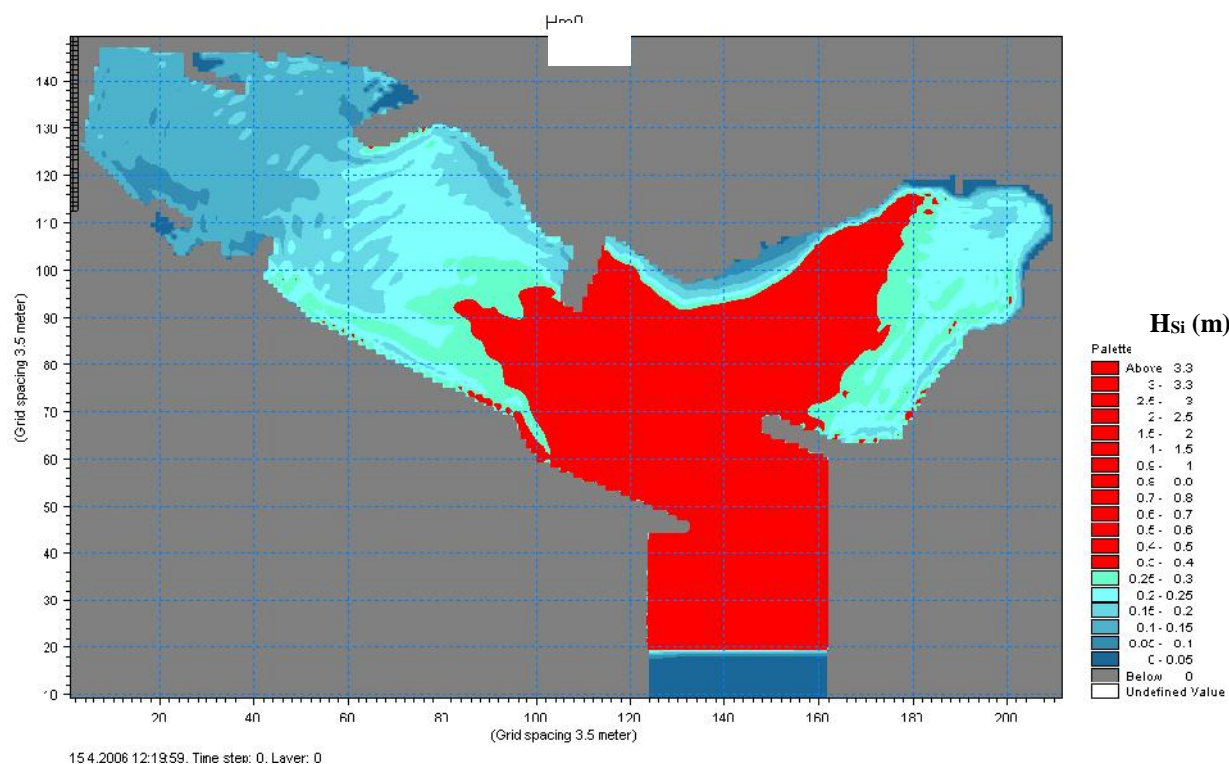 Hm0
140
130
120
110
100
90
80
70
60
50
40
30
20
10
0
(Grid spacing 3.5 meter)
20 40 60 80 100 120 140 160 180 200
(Grid spacing 3.5 meter)
15.4.2006 12:19:59. Time step: 0. Layer: 0
HSi (m)
Palette
Above 3.3
3 - 3.3
2.5 - 3
2 - 2.5
1.5 - 2
1 - 1.5
0.9 - 1
0.7 - 0.8
0.6 - 0.7
0.5 - 0.6
0.4 - 0.5
0.3 - 0.4
0.25 - 0.3
0.2 - 0.25
0.15 - 0.2
0.1 - 0.15
0 - 0.05
Below 0
Undefined Value